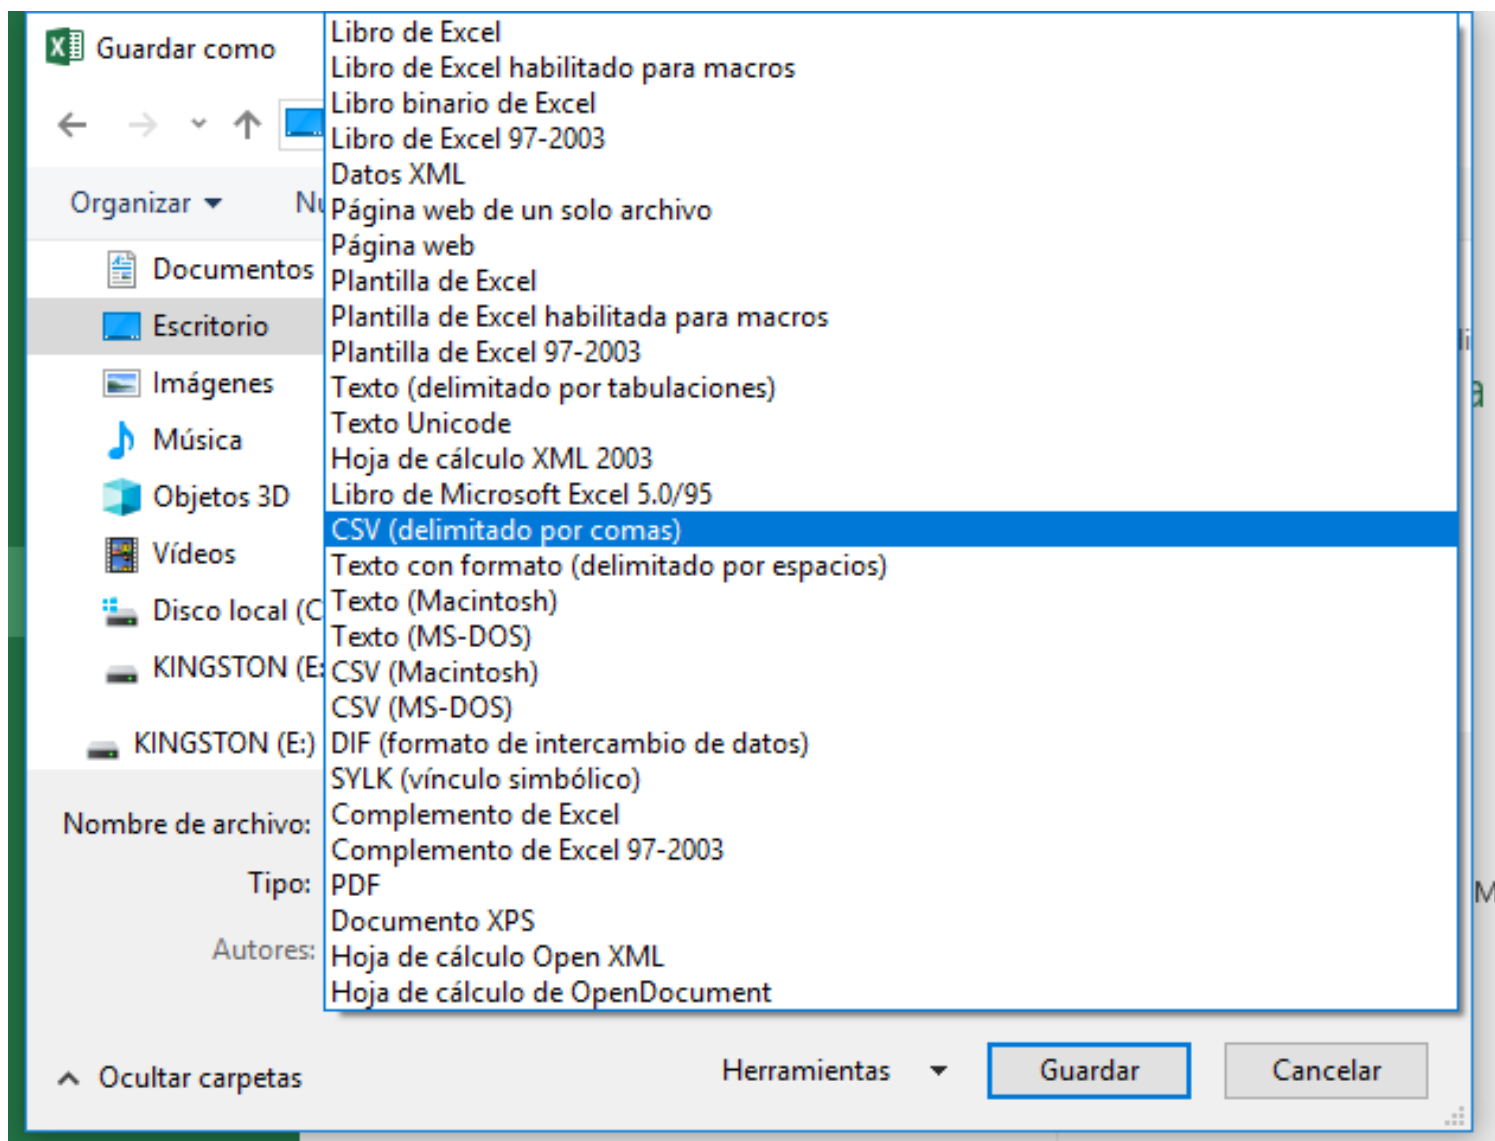 Guardar como
Organizar
Documentos
Escritorio
Imágenes
Música
Objetos 3D
Vídeos
Disco local (C
KINGSTON (E:
KINGSTON (E:)
Nombre de archivo:
Tipo:
Autores:
Libro de Excel
Libro de Excel habilitado para macros
Libro binario de Excel
Libro de Excel 97-2003
Datos XML
Página web de un solo archivo
Página web
Plantilla de Excel
Plantilla de Excel habilitada para macros
Plantilla de Excel 97-2003
Texto (delimitado por tabulaciones)
Texto Unicode
Hoja de cálculo XML 2003
Libro de Microsoft Excel 5.0/95
CSV (delimitado por comas)
Texto con formato (delimitado por espacios)
Texto (Macintosh)
Texto (MS-DOS)
CSV (Macintosh)
CSV (MS-DOS)
DIF (formato de intercambio de datos)
SYLK (vínculo simbólico)
Complemento de Excel
Complemento de Excel 97-2003
PDF
Documento XPS
Hoja de cálculo Open XML
Hoja de cálculo de OpenDocument
Ocultar carpetas
Herramientas
Guardar
Cancelar